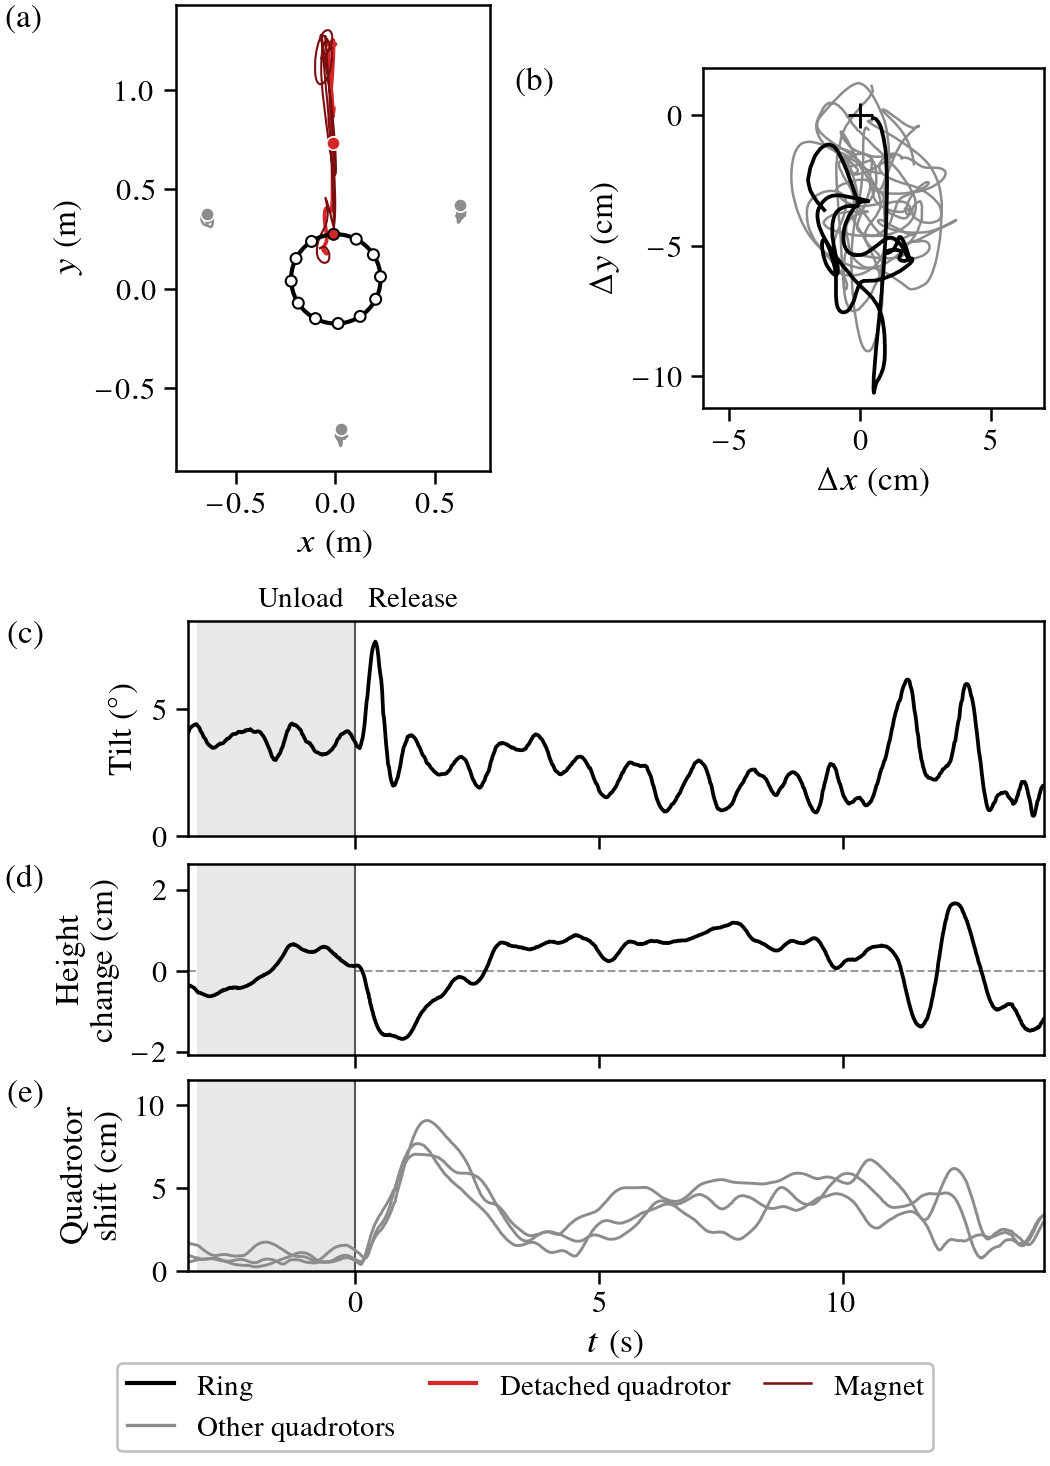 (a)
1.0
0.5
0.0
−0.5
y (m)
−0.5
0.0
0.5
x (m)
(b)
0
−5
−10
Δy (cm)
−5
0
5
Δx (cm)
Unload
Release
(c)
5
0
Tilt (°)
(d)
2
0
−2
Height
change (cm)
(e)
10
5
0
Quadrotor
shift (cm)
0
5
10
t (s)
Ring
Detached quadrotor
Magnet
Other quadrotors